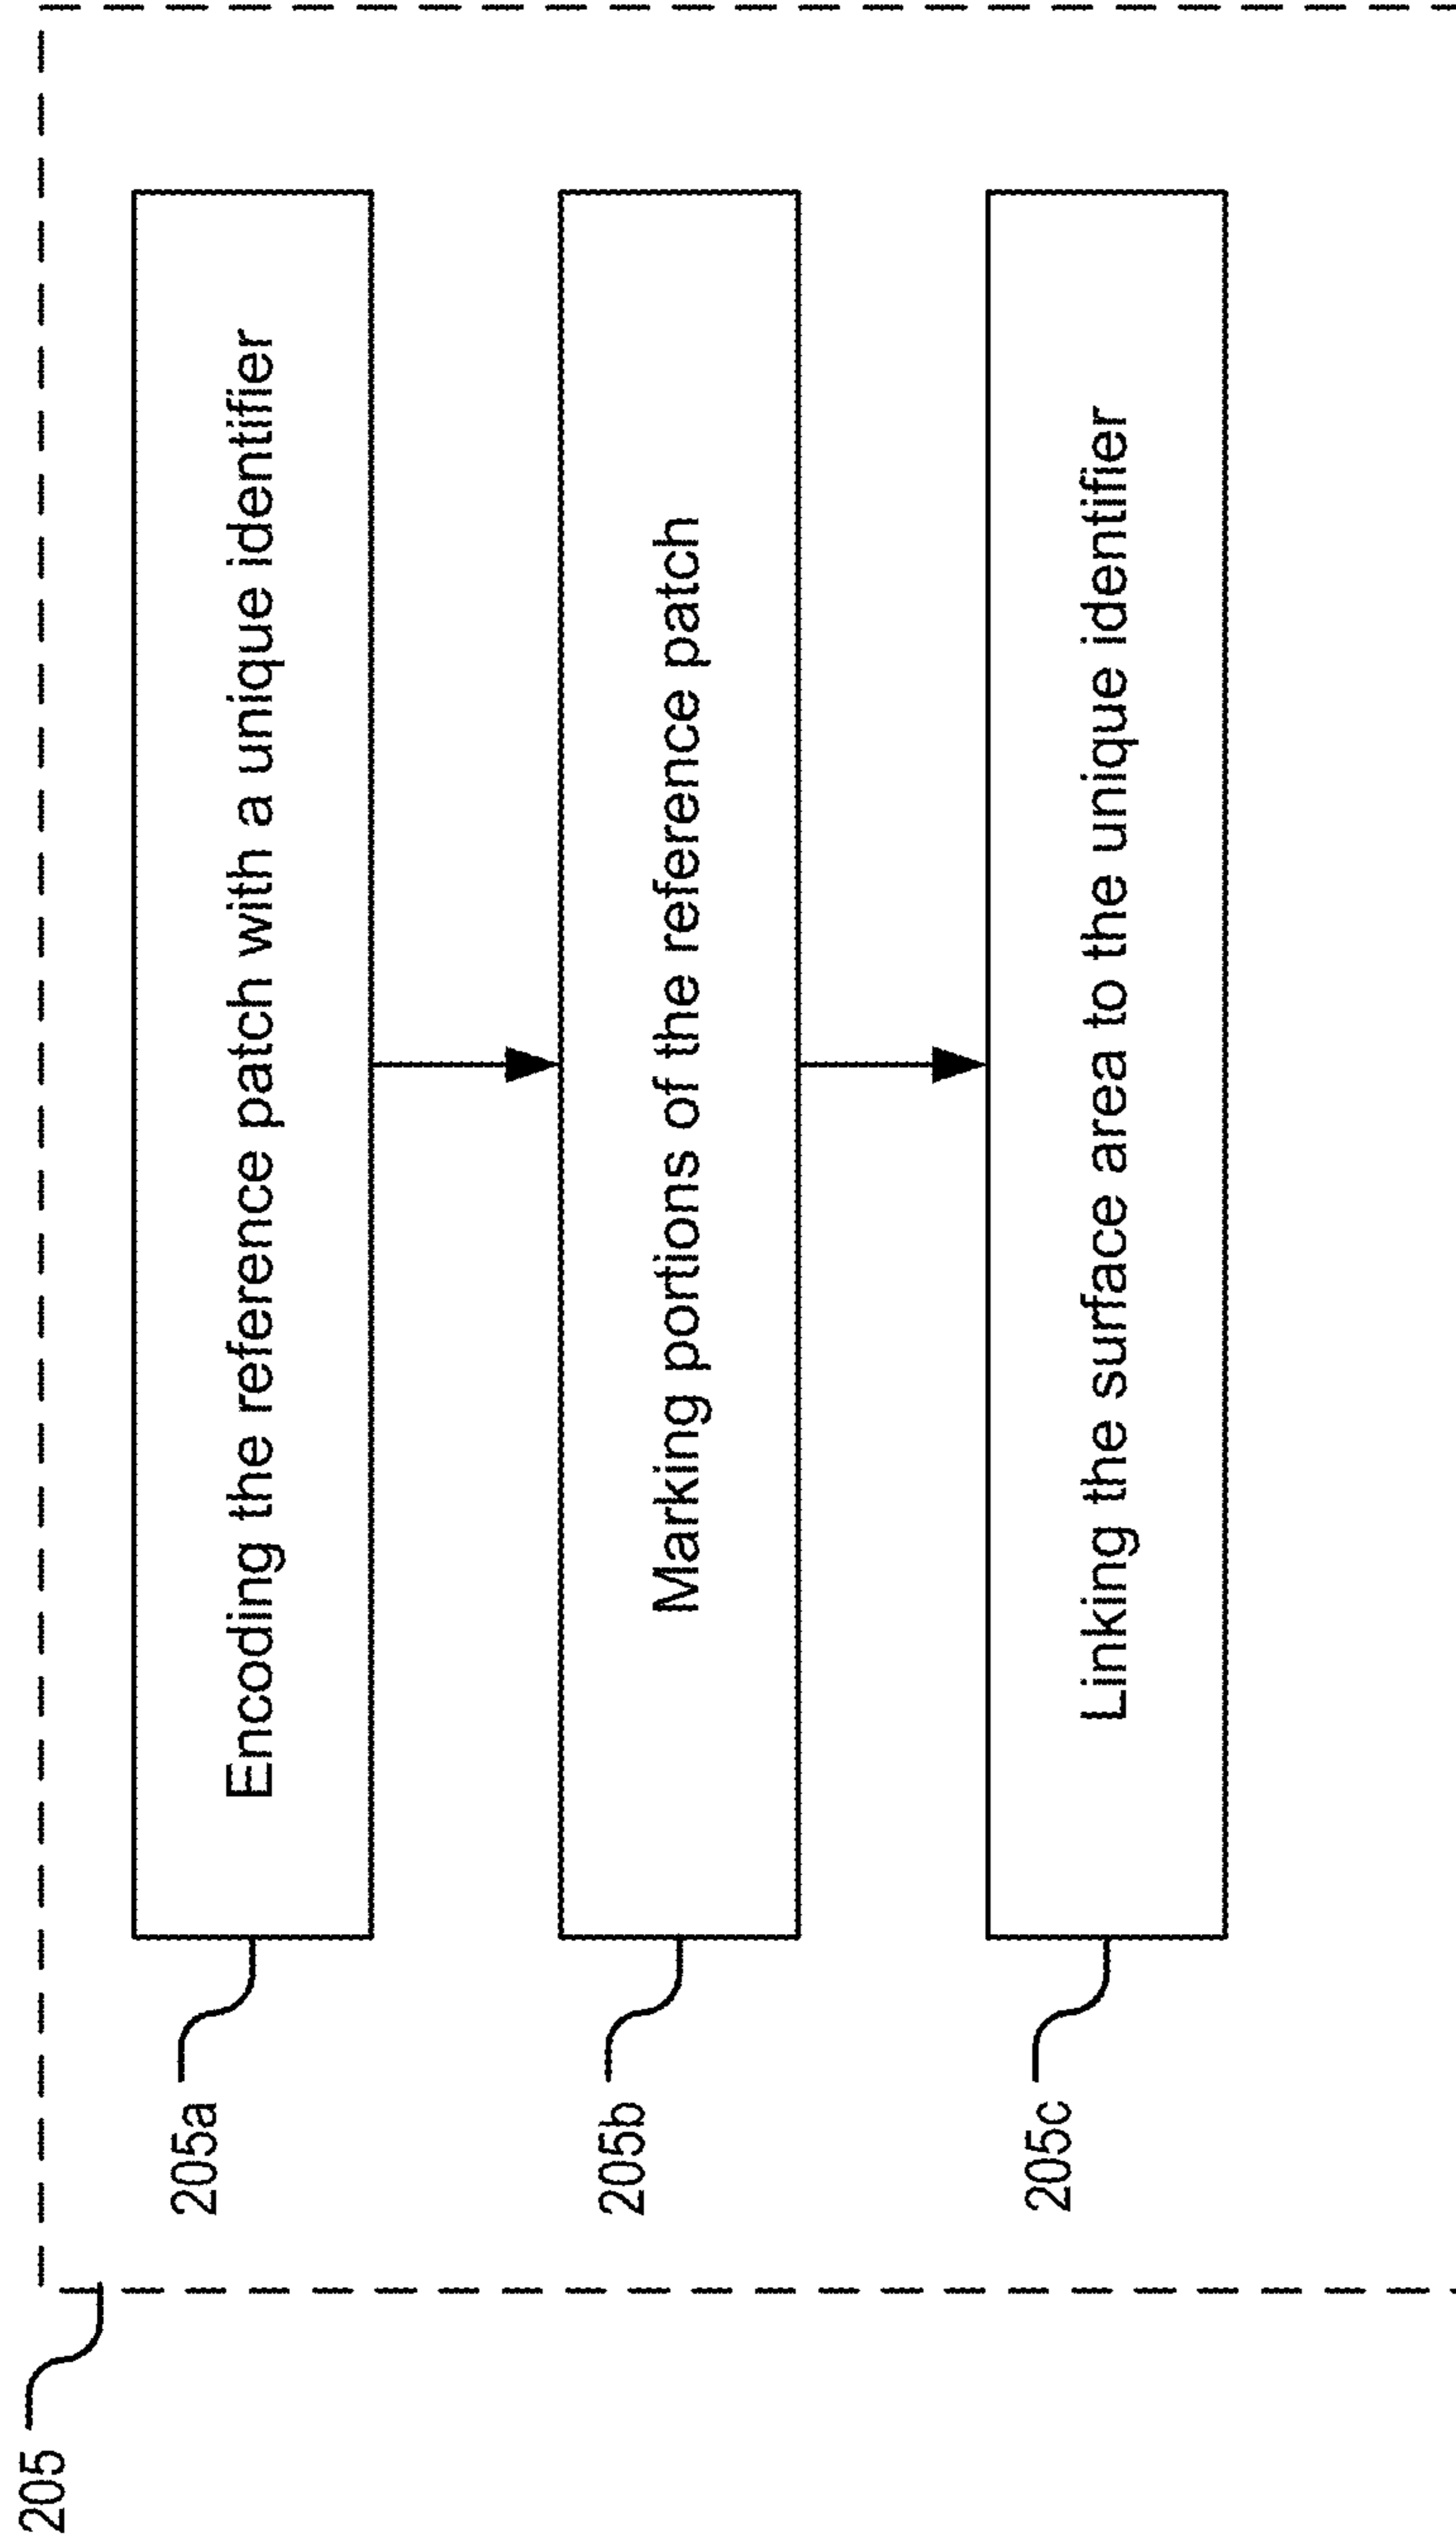 205
205a
Encoding the reference patch with a unique identifier
205b
Marking portions of the reference patch
205c
Linking the surface area to the unique identifier